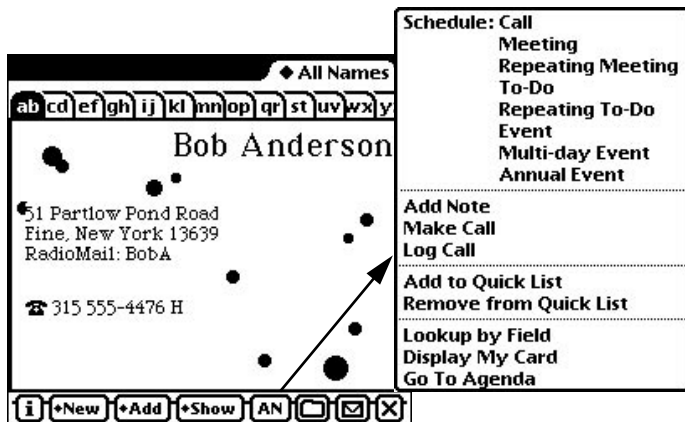 ◆ All Names
ab cd ef gh ij kl mn op qr st uv wx y
Bob Anderson
51 Partlow Pond Road
Fine, New York 13639
RadioMail: BobA
☎ 315 555-4476 H
i ◆New ◆Add ◆Show AN X
Schedule: Call
Meeting
Repeating Meeting
To-Do
Repeating To-Do
Event
Multi-day Event
Annual Event
Add Note
Make Call
Log Call
Add to Quick List
Remove from Quick List
Lookup by Field
Display My Card
Go To Agenda